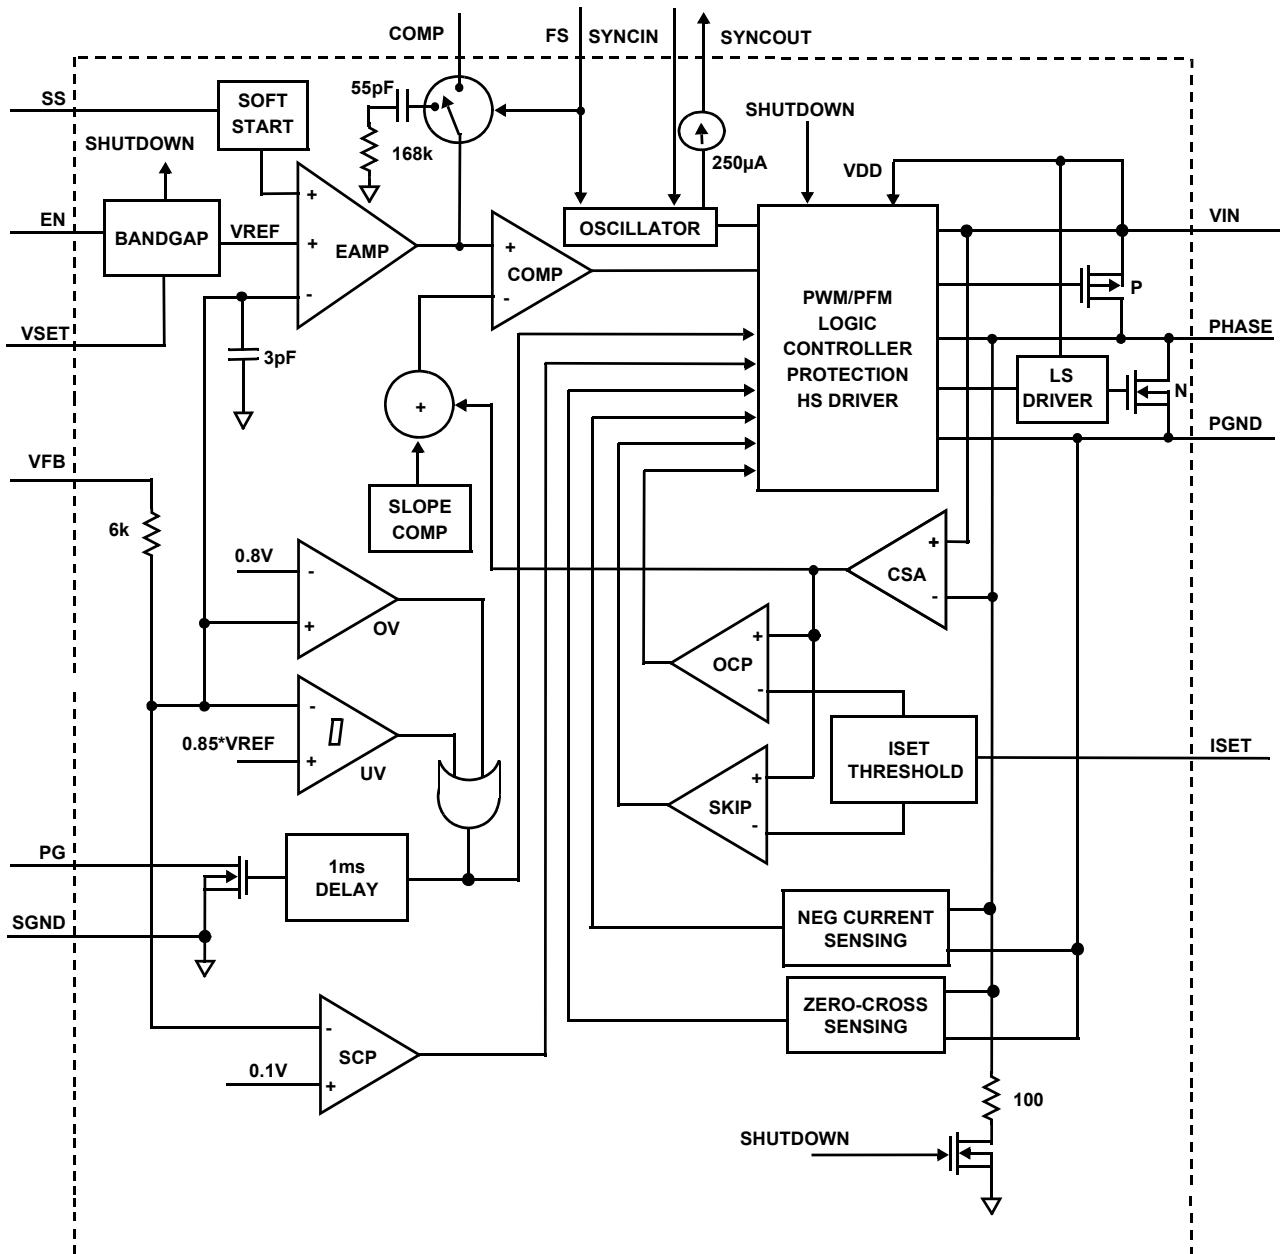 COMP
FS
SYNCIN
SYNCOUT
SS
SOFT
START
55pF
168k
SHUTDOWN
250µA
SHUTDOWN
VDD
EN
BANDGAP
VREF
+
+
-
EAMP
+
-
COMP
OSCILLATOR
VIN
P
VSET
3pF
PWM/PFM
LOGIC
CONTROLLER
PROTECTION
HS DRIVER
PHASE
LS
DRIVER
N
PGND
+
VFB
6k
SLOPE
COMP
0.8V
-
+
OV
+
-
CSA
+
-
OCP
0.85*VREF
-
+
UV
ISET
THRESHOLD
ISET
+
-
SKIP
PG
1ms
DELAY
SGND
NEG CURRENT
SENSING
ZERO-CROSS
SENSING
-
+
SCP
0.1V
100
SHUTDOWN